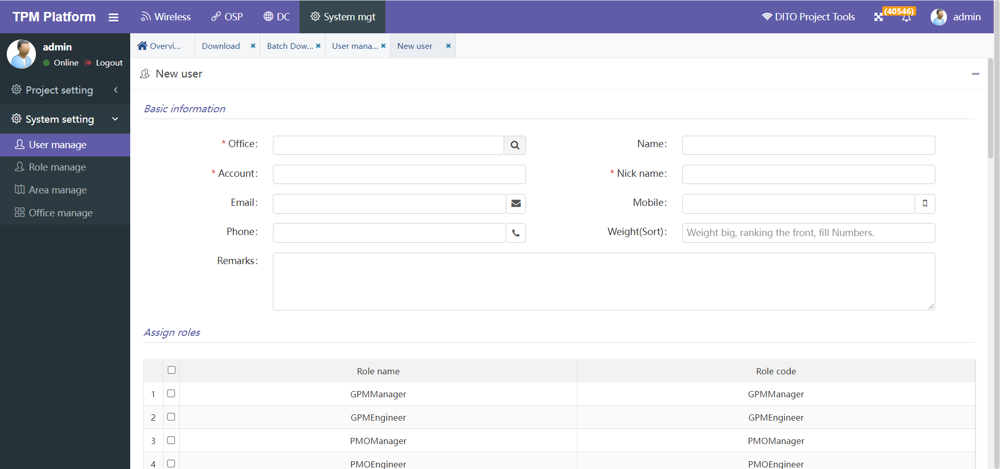 TPM Platform
Wireless
OSP
DC
System mgt
DITO Project Tools
(40546)
admin
admin
Online
Logout
Project setting
System setting
User manage
Role manage
Area manage
Office manage
Overvi...
Download
Batch Dow...
User mana...
New user
New user
Basic information
* Office:
Name:
* Account:
* Nick name:
Email:
Mobile:
Phone:
Weight(Sort):
Weight big, ranking the front, fill Numbers.
Remarks:
Assign roles
Role name
Role code
1 GPMManager GPMManager
2 GPMEngineer GPMEngineer
3 PMOManager PMOManager
4 PMOEngineer PMOEngineer